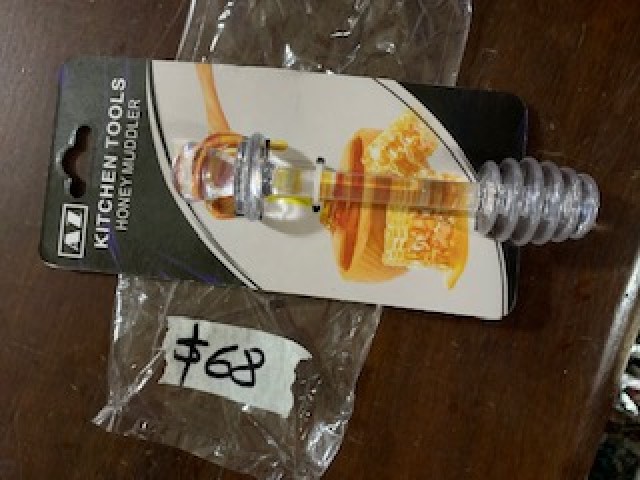 AZ
KITCHEN TOOLS
HONEY MUDDLER
$68